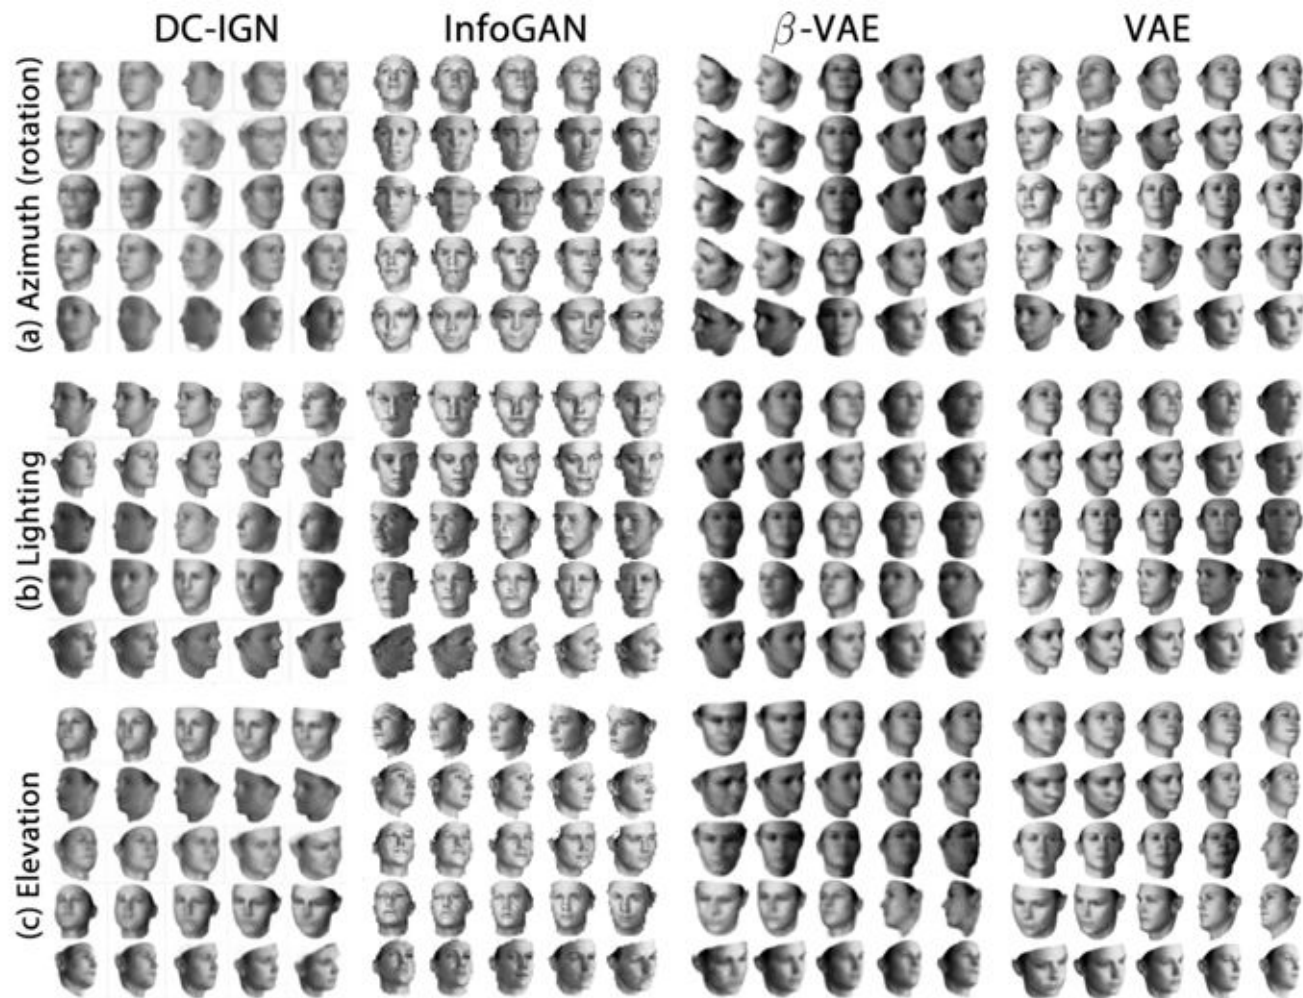 DC-IGN InfoGAN β-VAE VAE
(a) Azimuth (rotation)
(b) Lighting
(c) Elevation